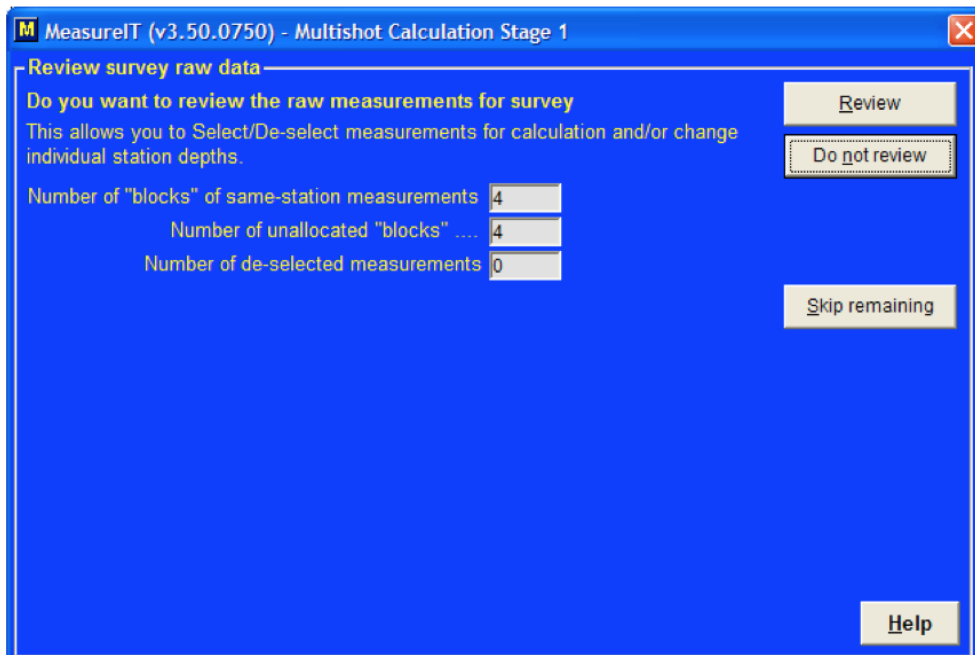 MeasureIT (v3.50.0750) - Multishot Calculation Stage 1
Review survey raw data
Do you want to review the raw measurements for survey
This allows you to Select/De-select measurements for calculation and/or change
individual station depths.
Number of "blocks" of same-station measurements 4
Number of unallocated "blocks" .... 4
Number of de-selected measurements 0
Review
Do not review
Skip remaining
Help